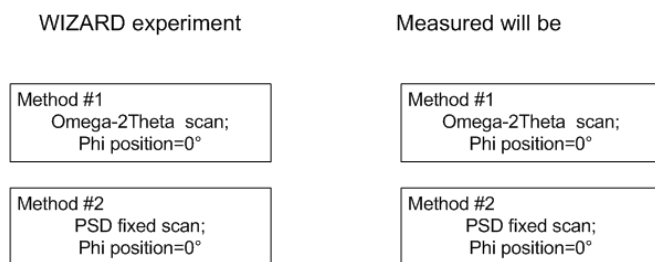 WIZARD experiment
Measured will be
Method #1
Omega-2Theta scan;
Phi position=0°
Method #1
Omega-2Theta scan;
Phi position=0°
Method #2
PSD fixed scan;
Phi position=0°
Method #2
PSD fixed scan;
Phi position=0°